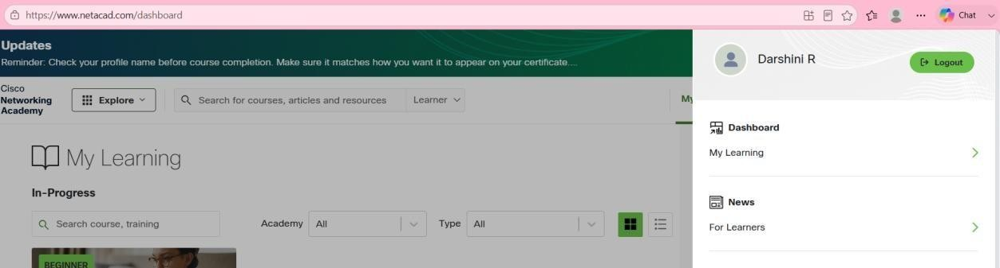 https://www.netacad.com/dashboard
Chat
Updates
Reminder: Check your profile name before course completion. Make sure it matches how you want it to appear on your certificate....
Cisco
Networking
Academy
Explore
Search for courses, articles and resources
Learner
My
My Learning
In-Progress
Search course, training
Academy
All
Type
All
BEGINNER
Darshini R
Logout
Dashboard
My Learning
News
For Learners